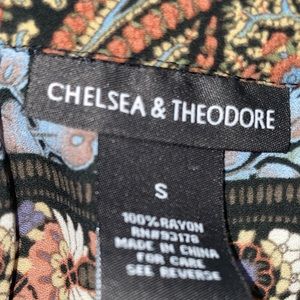 CHELSEA & THEODORE
S
100% RAYON
RN#93178
MADE IN CHINA
FOR CARE
SEE REVERSE